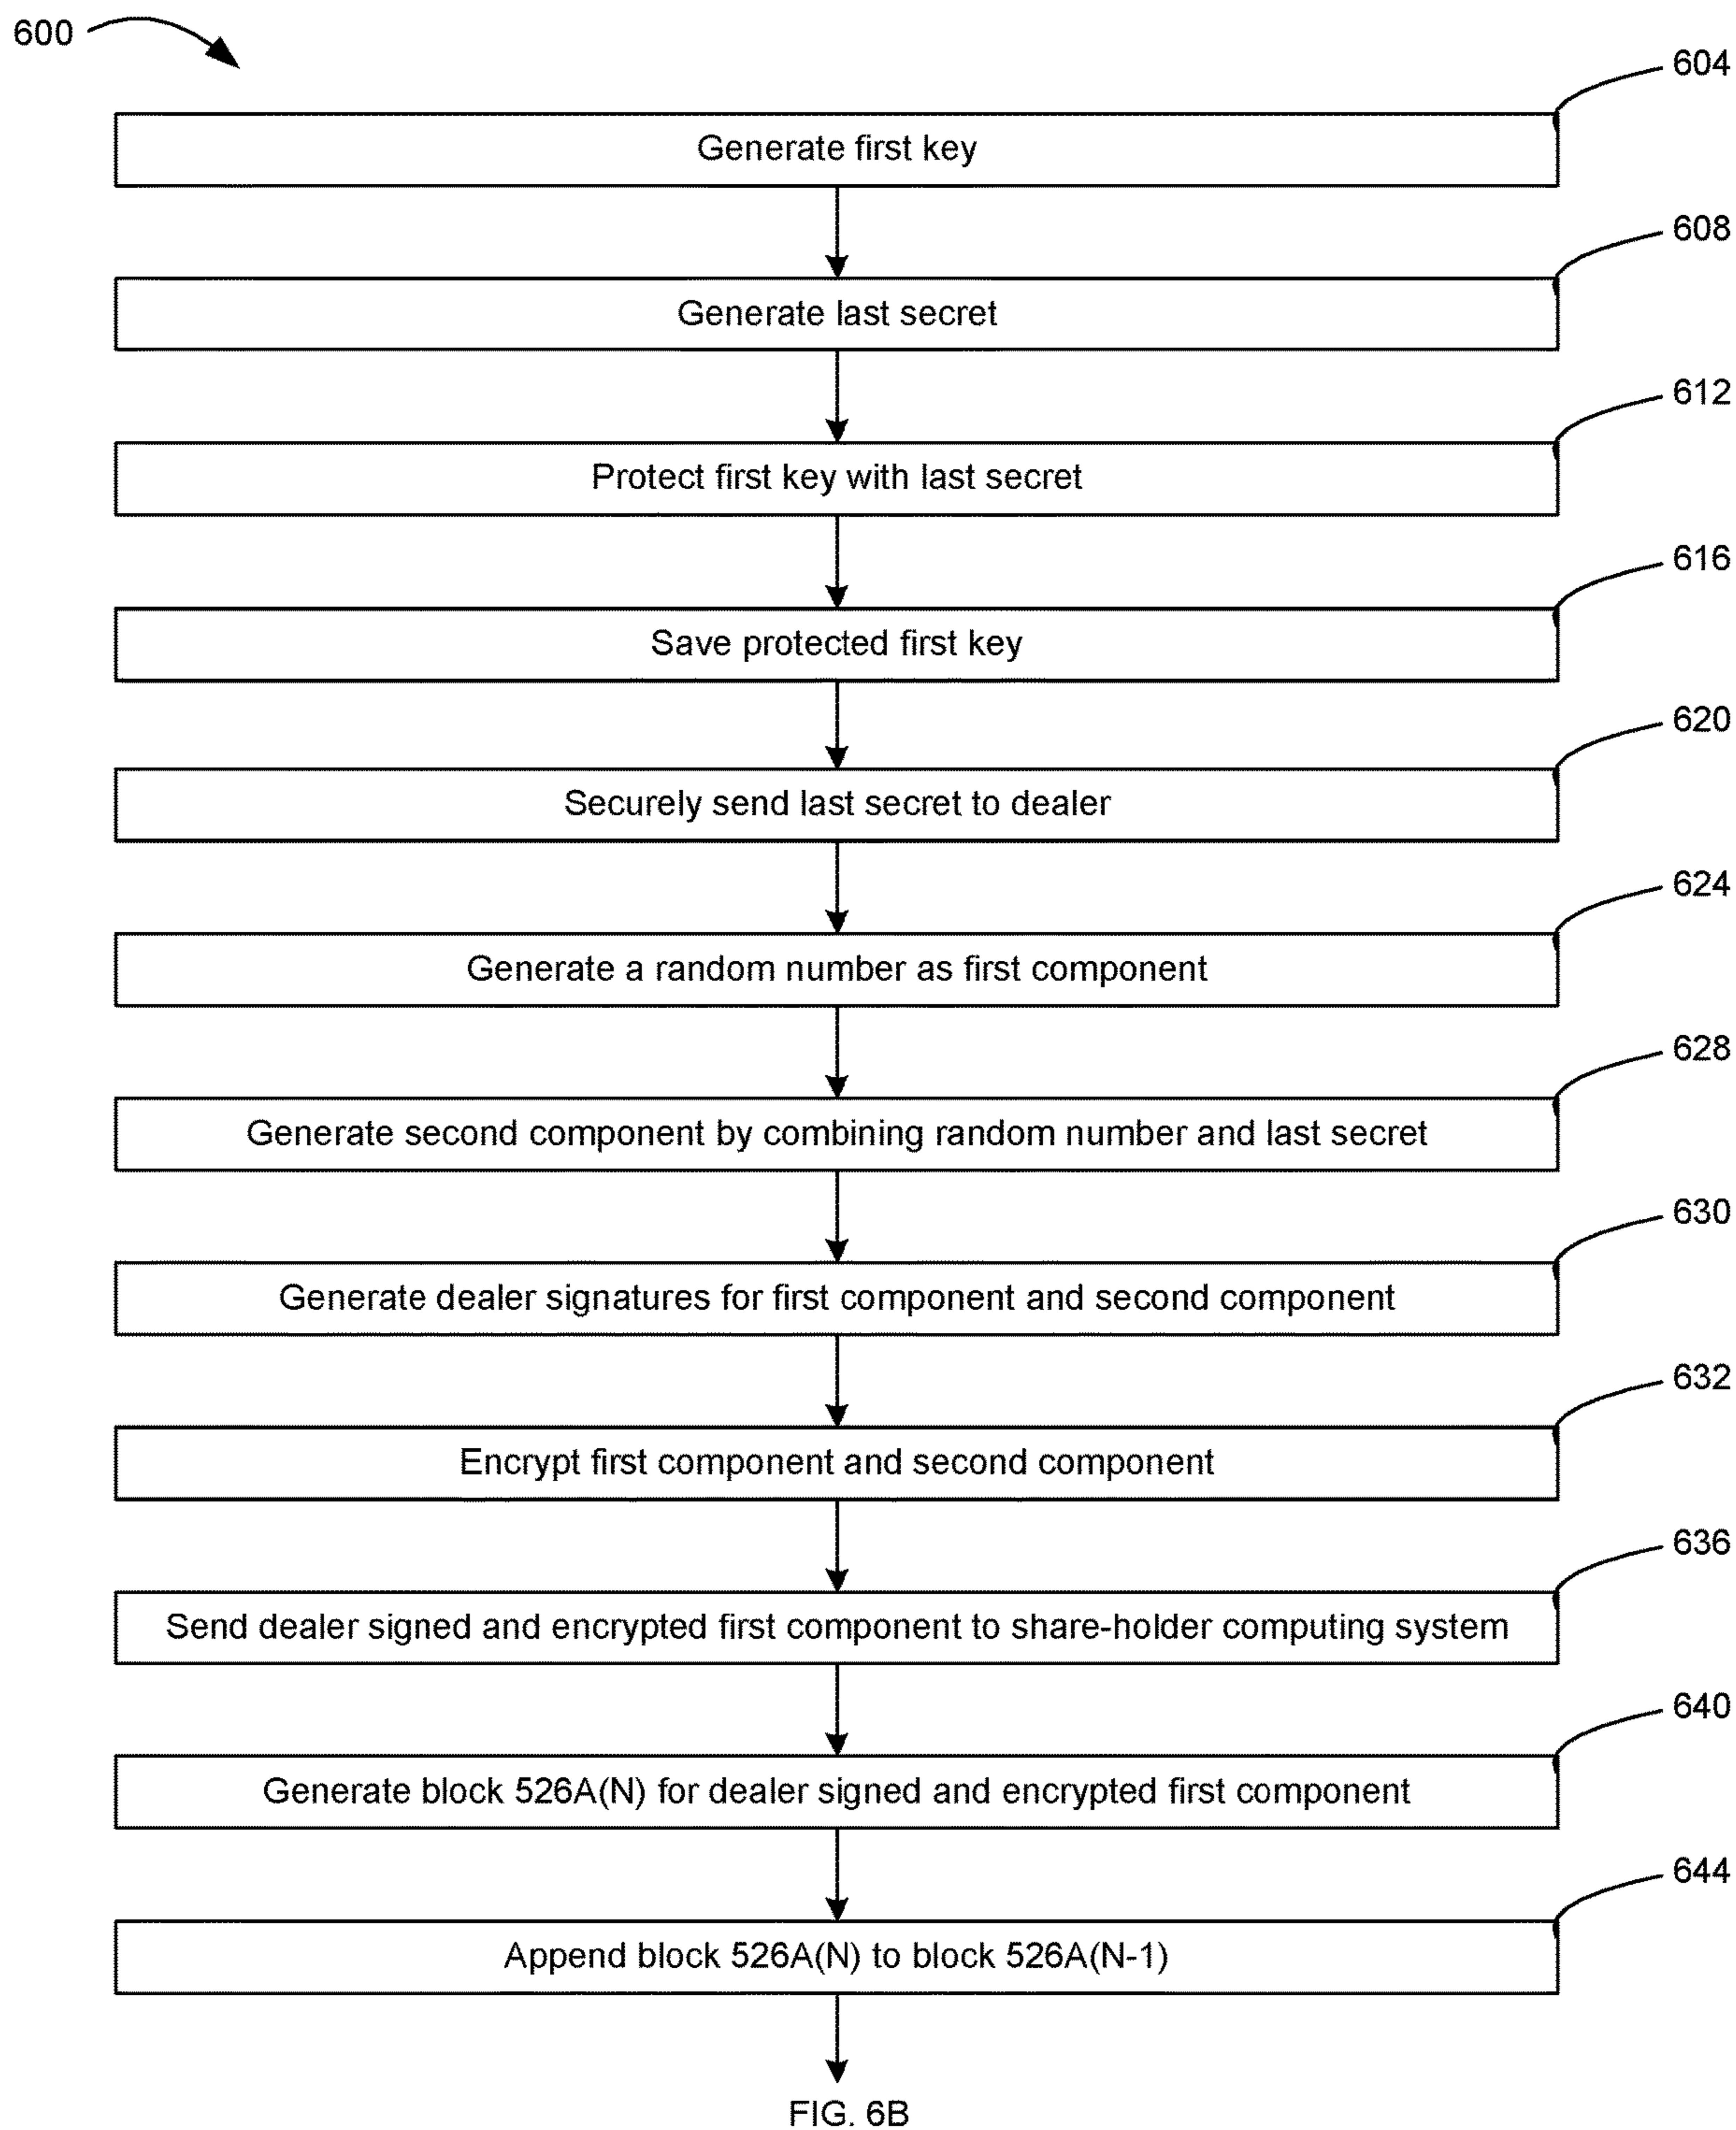 600
604
Generate first key
608
Generate last secret
612
Protect first key with last secret
616
Save protected first key
620
Securely send last secret to dealer
624
Generate a random number as first component
628
Generate second component by combining random number and last secret
630
Generate dealer signatures for first component and second component
632
Encrypt first component and second component
636
Send dealer signed and encrypted first component to share-holder computing system
640
Generate block 526A(N) for dealer signed and encrypted first component
644
Append block 526A(N) to block 526A(N-1)
FIG. 6B